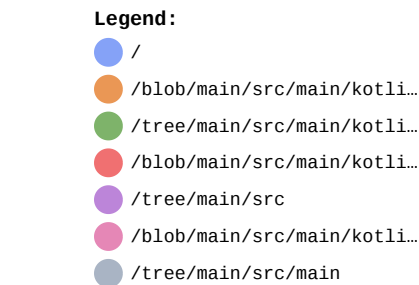 Legend:
/
/blob/main/src/main/kotli…
/tree/main/src/main/kotli…
/blob/main/src/main/kotli…
/tree/main/src
/blob/main/src/main/kotli…
/tree/main/src/main